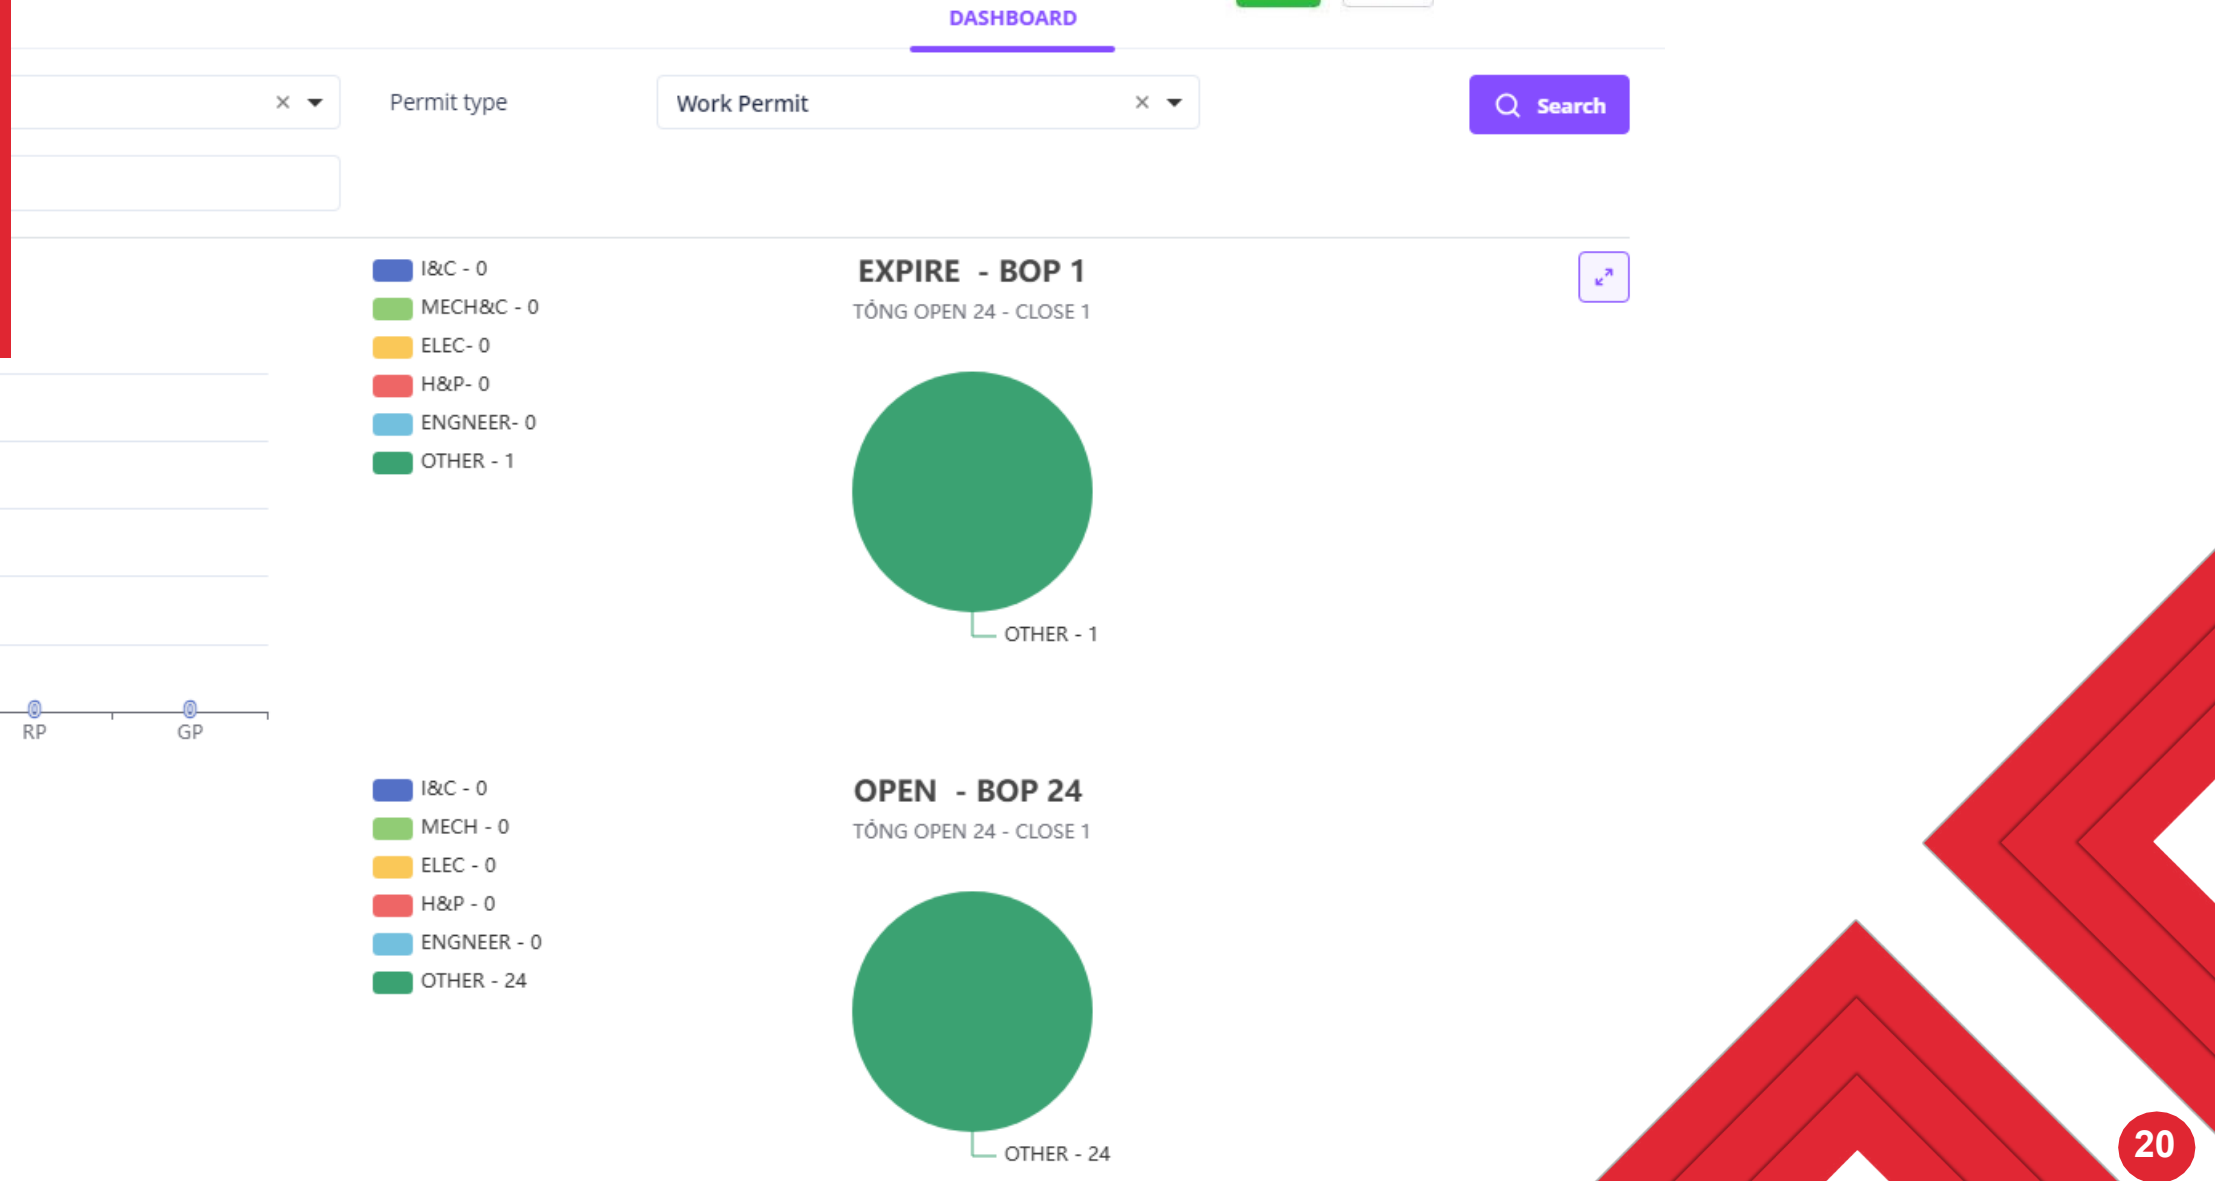 DASHBOARD
Permit type
Work Permit
Search
I&C - 0
MECH&C - 0
ELEC- 0
H&P- 0
ENGNEER- 0
OTHER - 1
EXPIRE - BOP 1
TỔNG OPEN 24 - CLOSE 1
OTHER - 1
0
0
RP
GP
I&C - 0
MECH - 0
ELEC - 0
H&P - 0
ENGNEER - 0
OTHER - 24
OPEN - BOP 24
TỔNG OPEN 24 - CLOSE 1
OTHER - 24
20